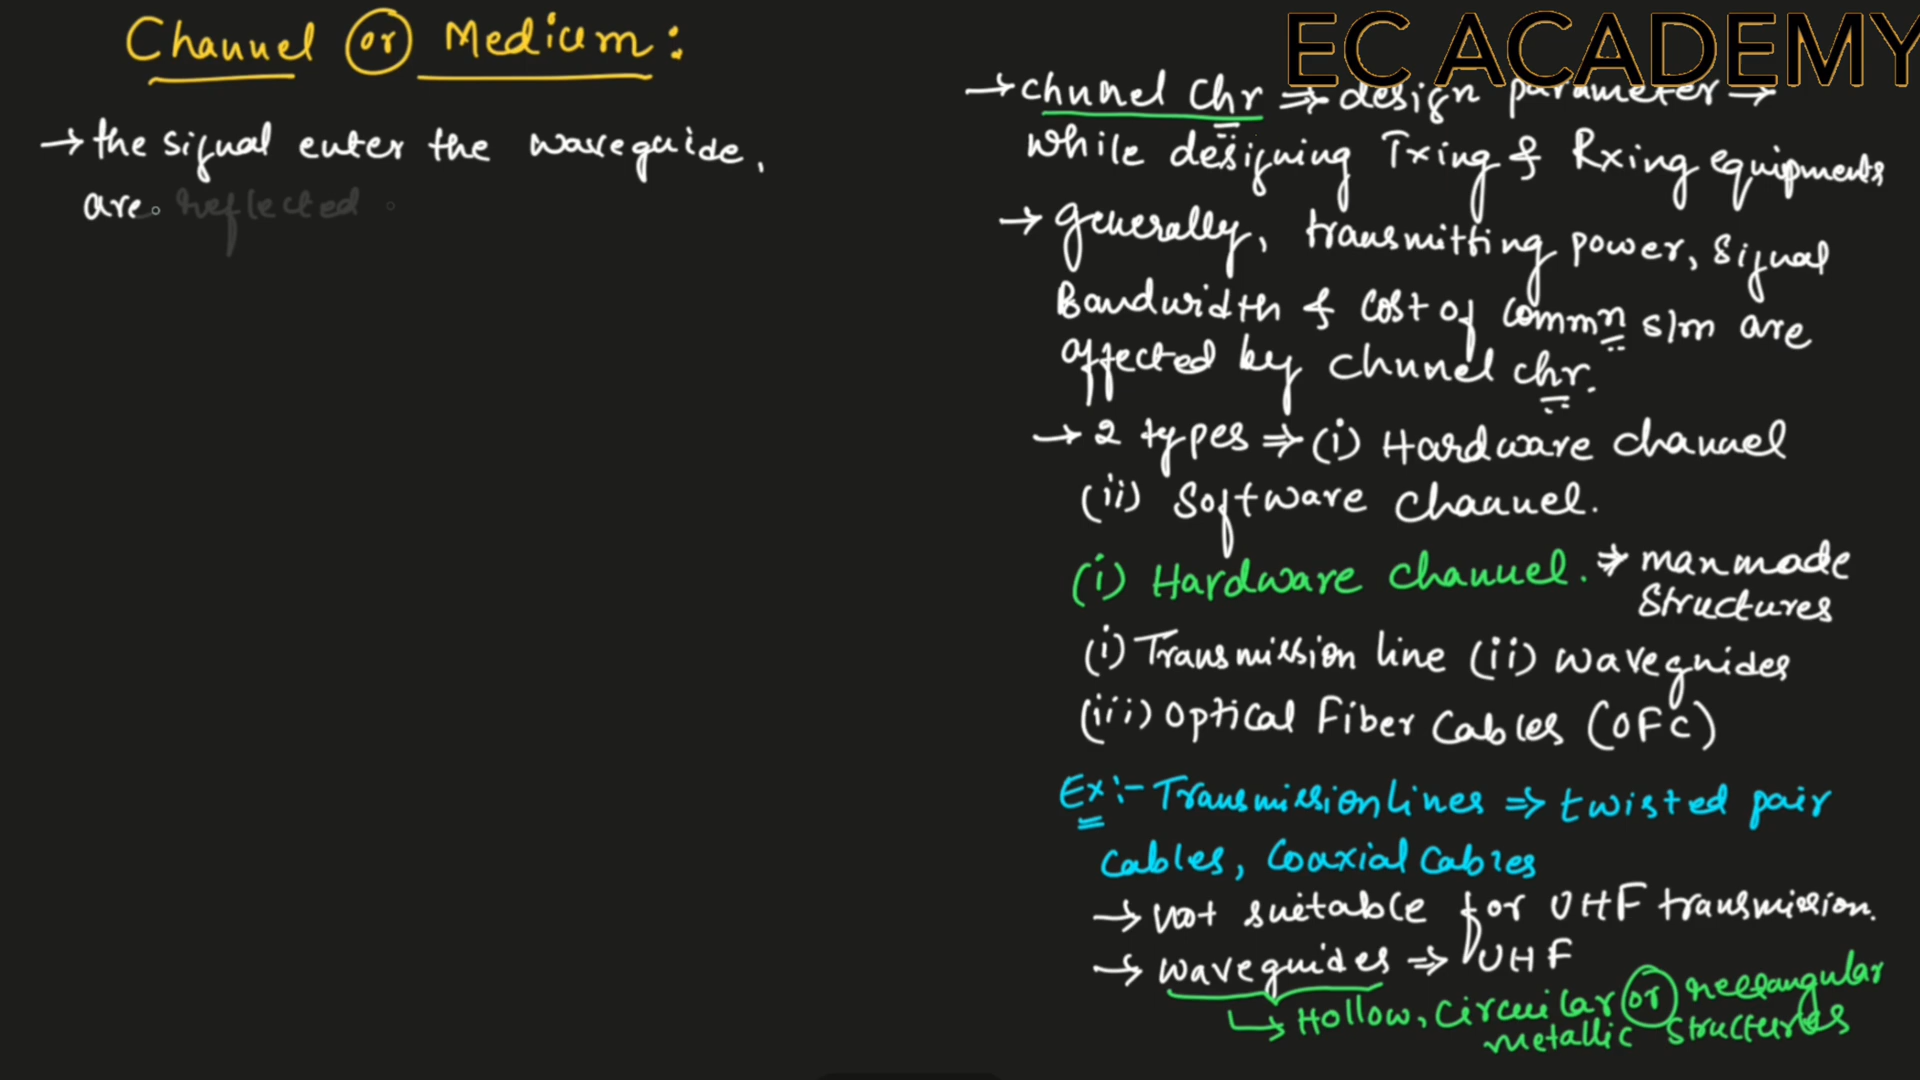 Channel or Medium:
→ the signal enter the waveguide,
are. reflected
EC ACADEMY
→ chunnel chr ⇒ design parameter →
while designing Txing & Rxing equipments
→ generally, transmitting power, signal
Bandwidth & cost of commn s/m are
affected by chunnel chr.
→ 2 types ⇒ (i) Hardware channel
(ii) Software channel.
(i) Hardware channel. ⇒ manmade
structures
(i) Transmission line (ii) waveguides
(iii) Optical Fiber Cables (OFC)
Ex:- Transmission lines ⇒ twisted pair
cables, coaxial cables
→ not suitable for UHF transmission.
→ waveguides ⇒ UHF
↳ Hollow, circuilar or rectangular
metallic structures